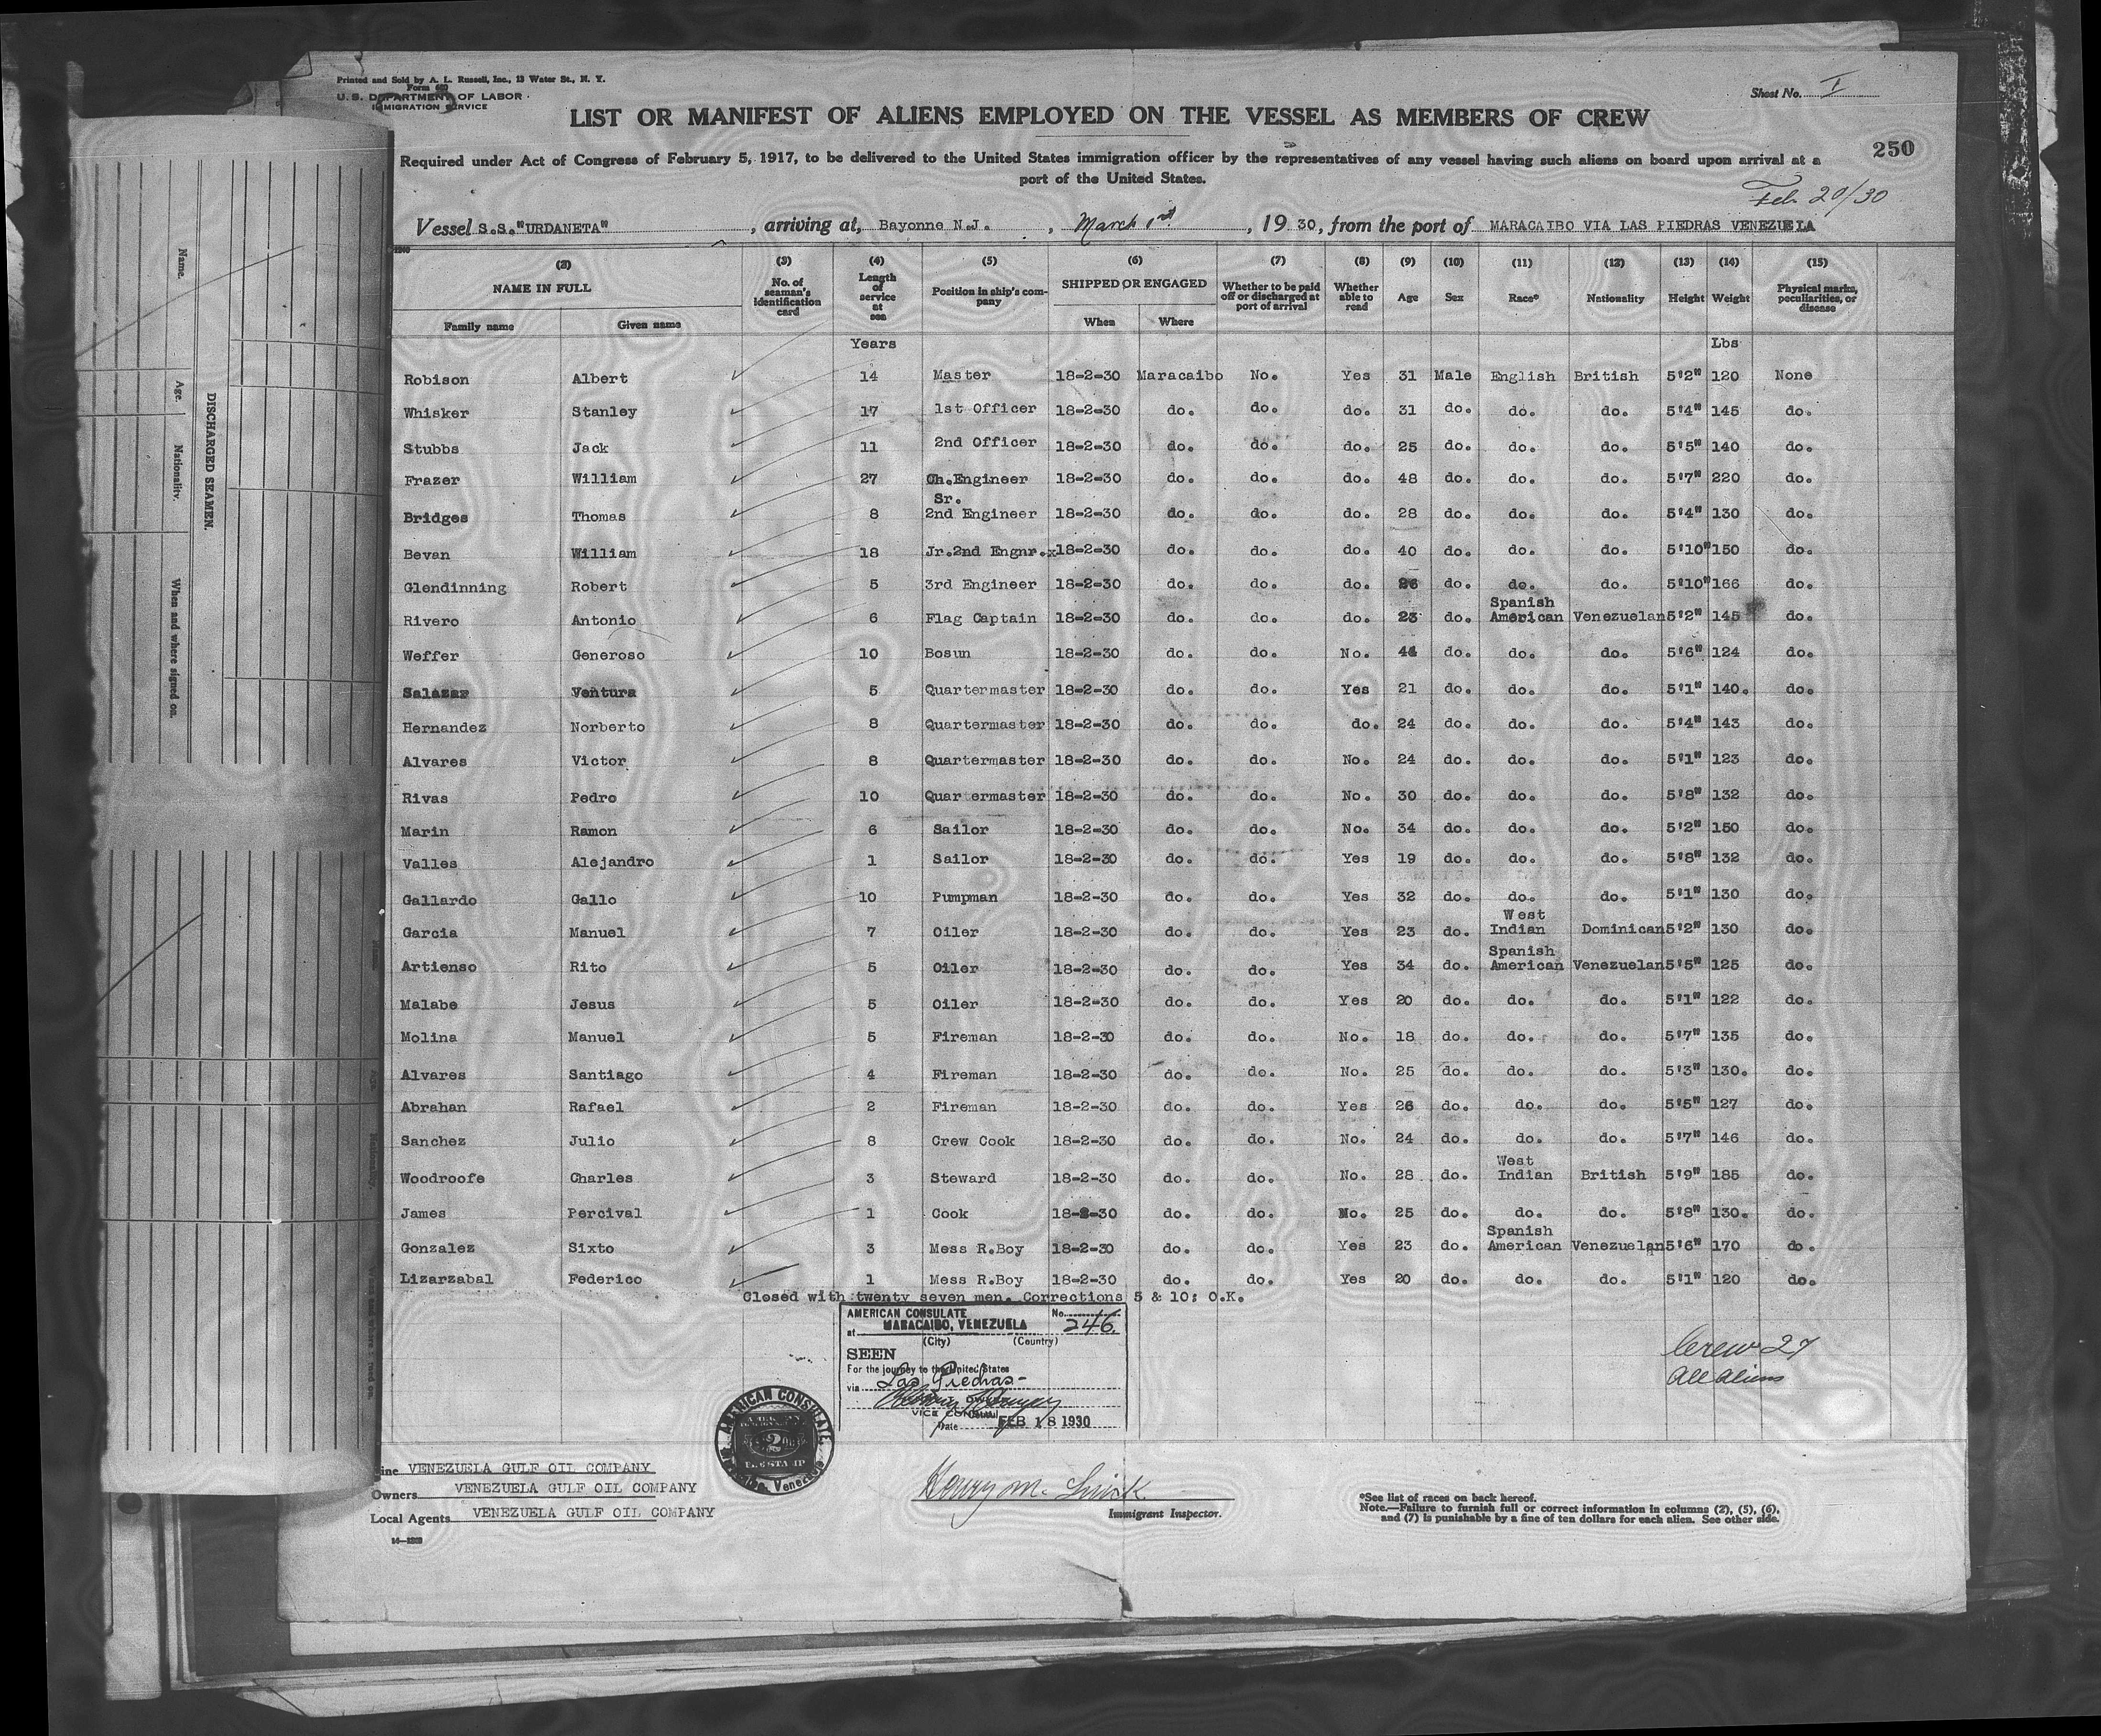 Printed and Sold by A. L. Russell, Inc., 13 Water St., N. Y.
Form 680
U. S. DEPARTMENT OF LABOR
IMMIGRATION SERVICE
Sheet No. I
LIST OR MANIFEST OF ALIENS EMPLOYED ON THE VESSEL AS MEMBERS OF CREW
250
Required under Act of Congress of February 5, 1917, to be delivered to the United States immigration officer by the representatives of any vessel having such aliens on board upon arrival at a
port of the United States.
Feb. 20/30
Vessel S.S."URDANETA", arriving at, Bayonne N.J., March 1st, 1930, from the port of MARACAIBO VIA LAS PIEDRAS VENEZUELA
(2) NAME IN FULL Family name Given name
(3) No. of seaman's identification card
(4) Length of service at sea
(5) Position in ship's company
(6) SHIPPED OR ENGAGED When Where
(7) Whether to be paid off or discharged at port of arrival
(8) Whether able to read
(9) Age
(10) Sex
(11) Race*
(12) Nationality
(13) Height
(14) Weight
(15) Physical marks, peculiarities, or disease
Years Lbs
Robison Albert 14 Master 18-2-30 Maracaibo No. Yes 31 Male English British 5'2" 120 None
Whisker Stanley 17 1st Officer 18-2-30 do. do. do. 31 do. do. do. 5'4" 145 do.
Stubbs Jack 11 2nd Officer 18-2-30 do. do. do. 25 do. do. do. 5'5" 140 do.
Frazer William 27 Ch.Engineer 18-2-30 do. do. do. 48 do. do. do. 5'7" 220 do.
Bridges Thomas 8 Sr. 2nd Engineer 18-2-30 do. do. do. 28 do. do. do. 5'4" 130 do.
Bevan William 18 Jr.2nd Engnr.x 18-2-30 do. do. do. 40 do. do. do. 5'10" 150 do.
Glendinning Robert 5 3rd Engineer 18-2-30 do. do. do. 26 do. do. do. 5'10" 166 do.
Rivero Antonio 6 Flag Captain 18-2-30 do. do. do. 23 do. Spanish American Venezuelan 5'2" 145 do.
Weffer Generoso 10 Bosun 18-2-30 do. do. No. 44 do. do. do. 5'6" 124 do.
Salazar Ventura 5 Quartermaster 18-2-30 do. do. Yes 21 do. do. do. 5'1" 140. do.
Hernandez Norberto 8 Quartermaster 18-2-30 do. do. do. 24 do. do. do. 5'4" 143 do.
Alvares Victor 8 Quartermaster 18-2-30 do. do. No. 24 do. do. do. 5'1" 123 do.
Rivas Pedro 10 Quartermaster 18-2-30 do. do. No. 30 do. do. do. 5'8" 132 do.
Marin Ramon 6 Sailor 18-2-30 do. do. No. 34 do. do. do. 5'2" 150 do.
Valles Alejandro 1 Sailor 18-2-30 do. do. Yes 19 do. do. do. 5'8" 132 do.
Gallardo Gallo 10 Pumpman 18-2-30 do. do. Yes 32 do. do. do. 5'1" 130 do.
Garcia Manuel 7 Oiler 18-2-30 do. do. Yes 23 do. West Indian Dominican 5'2" 130 do.
Artienso Rito 5 Oiler 18-2-30 do. do. Yes 34 do. Spanish American Venezuelan 5'5" 125 do.
Malabe Jesus 5 Oiler 18-2-30 do. do. Yes 20 do. do. do. 5'1" 122 do.
Molina Manuel 5 Fireman 18-2-30 do. do. No. 18 do. do. do. 5'7" 135 do.
Alvares Santiago 4 Fireman 18-2-30 do. do. No. 25 do. do. do. 5'3" 130. do.
Abrahan Rafael 2 Fireman 18-2-30 do. do. Yes 26 do. do. do. 5'5" 127 do.
Sanchez Julio 8 Crew Cook 18-2-30 do. do. No. 24 do. do. do. 5'7" 146 do.
Woodroofe Charles 3 Steward 18-2-30 do. do. No. 28 do. West Indian British 5'9" 185 do.
James Percival 1 Cook 18-2-30 do. do. No. 25 do. do. do. 5'8" 130. do.
Gonzalez Sixto 3 Mess R.Boy 18-2-30 do. do. Yes 23 do. Spanish American Venezuelan 5'6" 170 do.
Lizarzabal Federico 1 Mess R.Boy 18-2-30 do. do. Yes 20 do. do. do. 5'1" 120 do.
Closed with twenty seven men. Corrections 5 & 10; O.K.
AMERICAN CONSULATE No. 246.
at MARACAIBO, VENEZUELA
(City) (Country)
SEEN
For the journey to the United States
via Las Piedras-
VICE CONSUL
Date FEB 18 1930
AMERICAN CONSULATE
2
Venezuela
Crew 27
All aliens
Line VENEZUELA GULF OIL COMPANY
Owners VENEZUELA GULF OIL COMPANY
Local Agents VENEZUELA GULF OIL COMPANY
Henry M.
Immigrant Inspector.
*See list of races on back hereof.
Note.—Failure to furnish full or correct information in columns (2), (5), (6),
and (7) is punishable by a fine of ten dollars for each alien. See other side.
DISCHARGED SEAMEN.
Name.
Age.
Nationality.
When and where signed on.